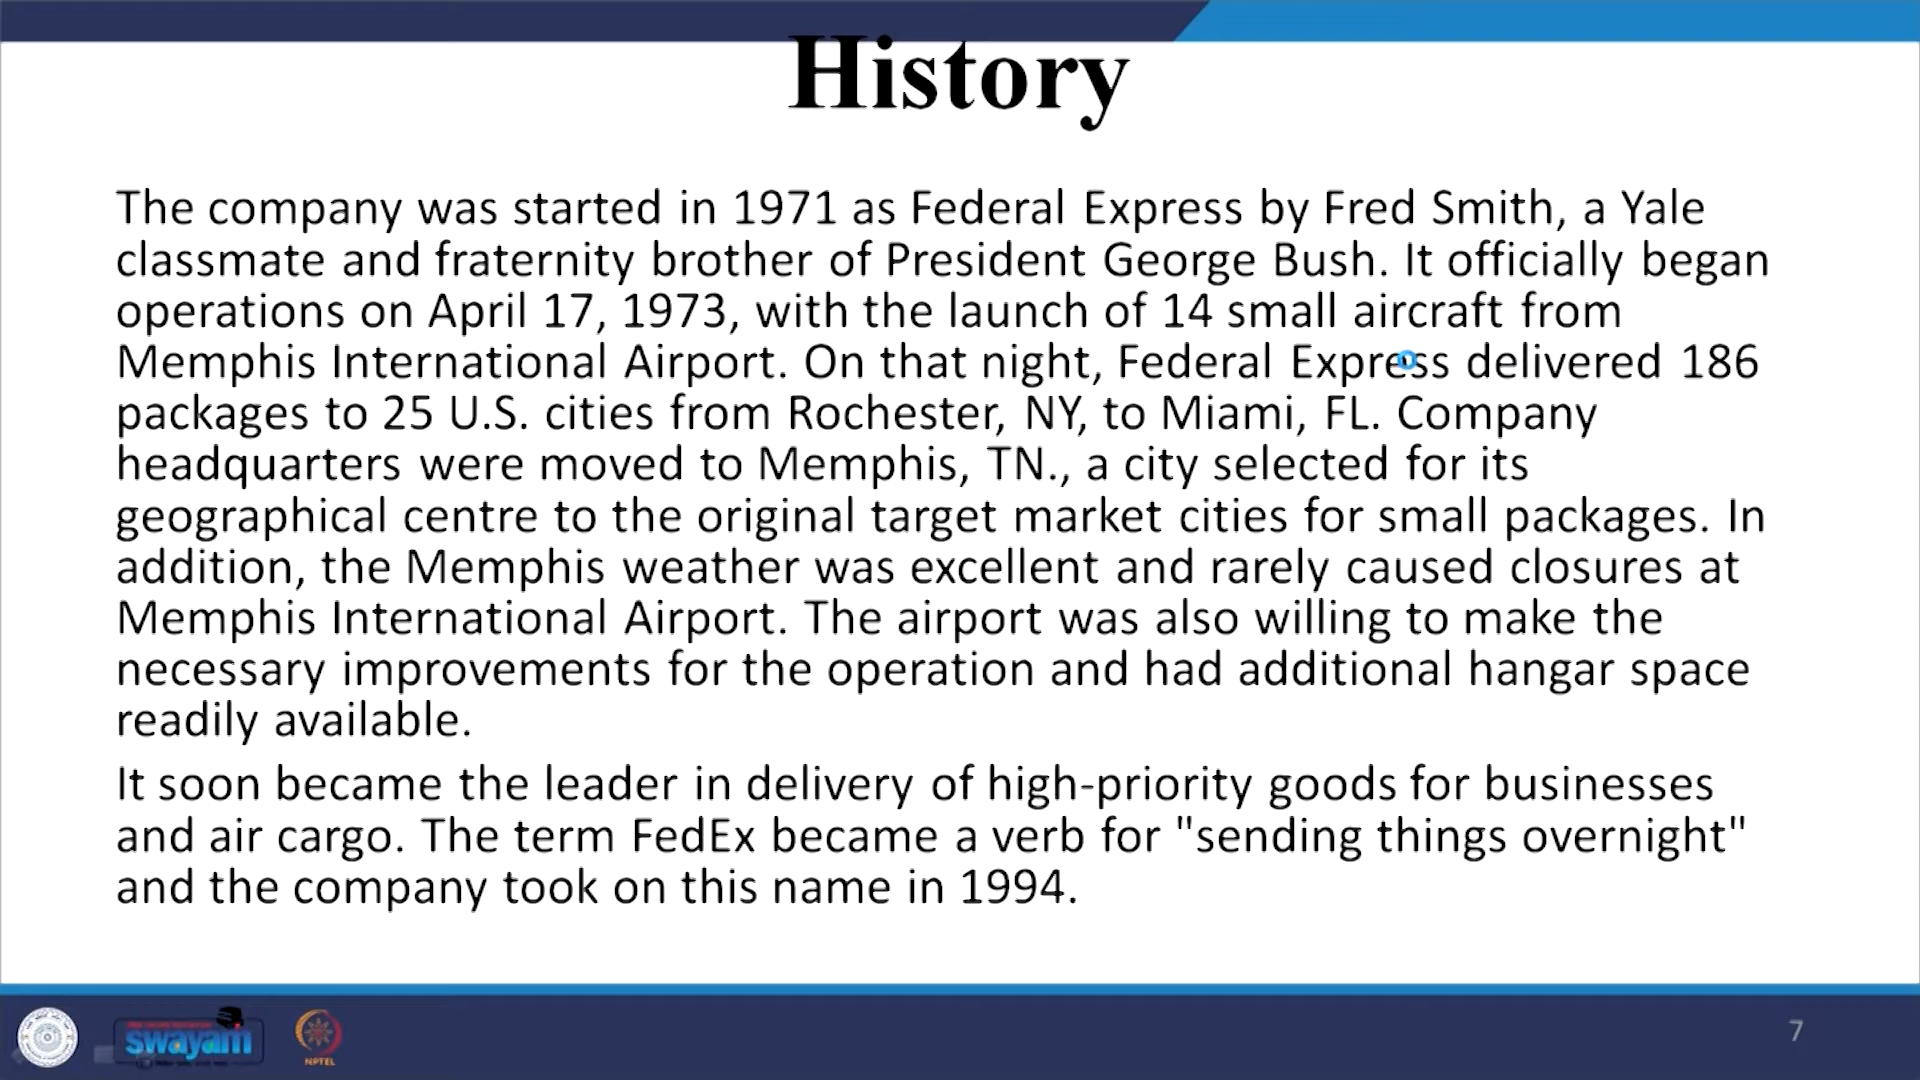 History
The company was started in 1971 as Federal Express by Fred Smith, a Yale
classmate and fraternity brother of President George Bush. It officially began
operations on April 17, 1973, with the launch of 14 small aircraft from
Memphis International Airport. On that night, Federal Express delivered 186
packages to 25 U.S. cities from Rochester, NY, to Miami, FL. Company
headquarters were moved to Memphis, TN., a city selected for its
geographical centre to the original target market cities for small packages. In
addition, the Memphis weather was excellent and rarely caused closures at
Memphis International Airport. The airport was also willing to make the
necessary improvements for the operation and had additional hangar space
readily available.
It soon became the leader in delivery of high-priority goods for businesses
and air cargo. The term FedEx became a verb for "sending things overnight"
and the company took on this name in 1994.
swayam
NPTEL
7